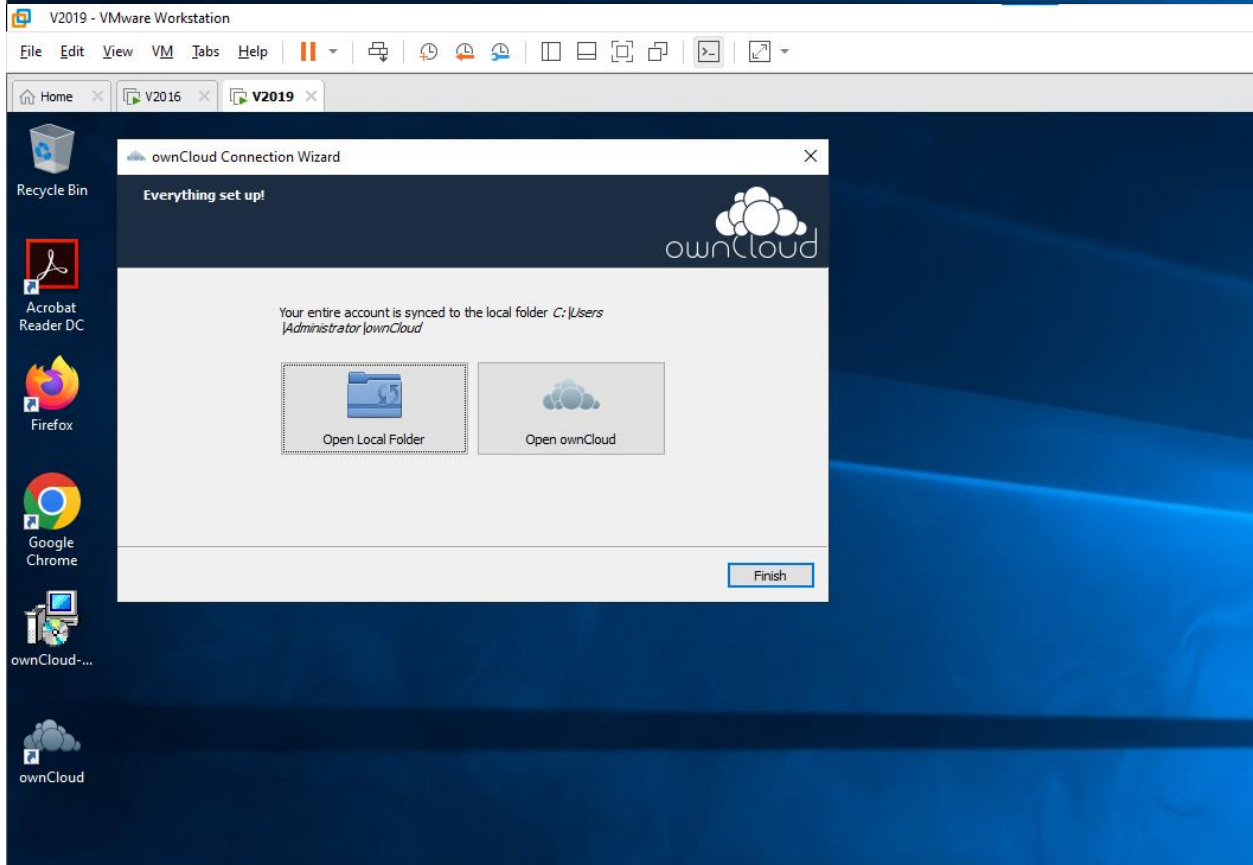 V2019 - VMware Workstation
File Edit View VM Tabs Help
Home V2016 V2019
Recycle Bin
Acrobat
Reader DC
Firefox
Google
Chrome
ownCloud-...
ownCloud
ownCloud Connection Wizard
Everything set up!
ownCloud
Your entire account is synced to the local folder C:\Users
\Administrator\ownCloud
Open Local Folder Open ownCloud
Finish